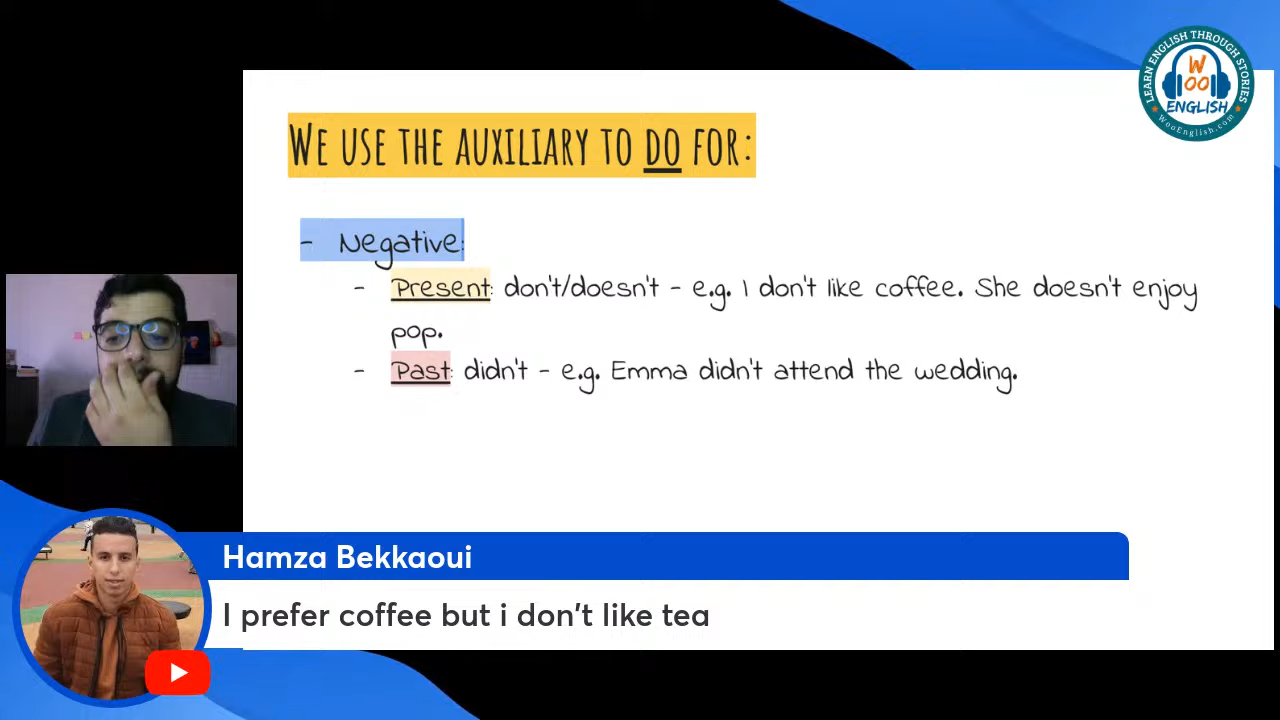 LEARN ENGLISH THROUGH STORIES
WOO
ENGLISH
WooEnglish.com
WE USE THE AUXILIARY TO DO FOR:
- Negative:
- Present: don't/doesn't - e.g. I don't like coffee. She doesn't enjoy
pop.
- Past: didn't - e.g. Emma didn't attend the wedding.
Hamza Bekkaoui
I prefer coffee but i don't like tea